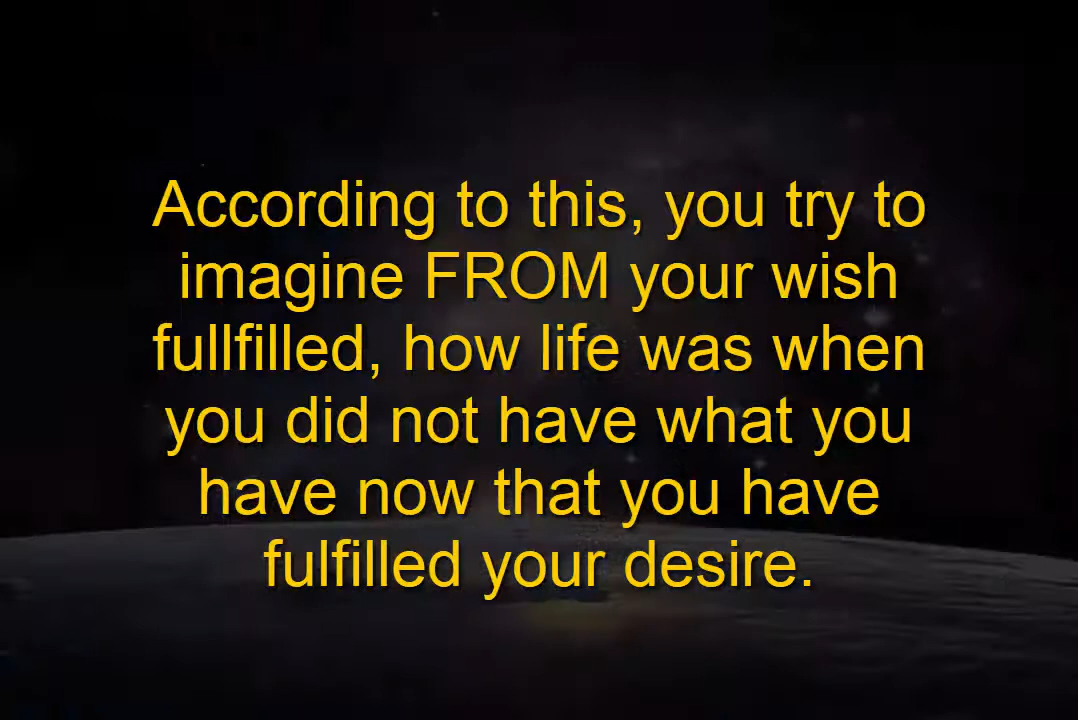 According to this, you try to
imagine FROM your wish
fullfilled, how life was when
you did not have what you
have now that you have
fulfilled your desire.